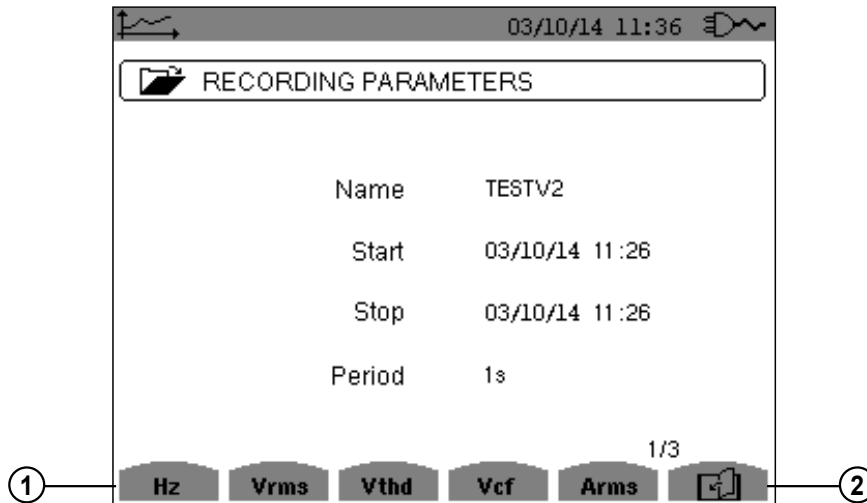 03/10/14 11:36
RECORDING PARAMETERS
Name TESTV2
Start 03/10/14 11:26
Stop 03/10/14 11:26
Period 1s
1/3
1 Hz Vrms Vthd Vcf Arms 2